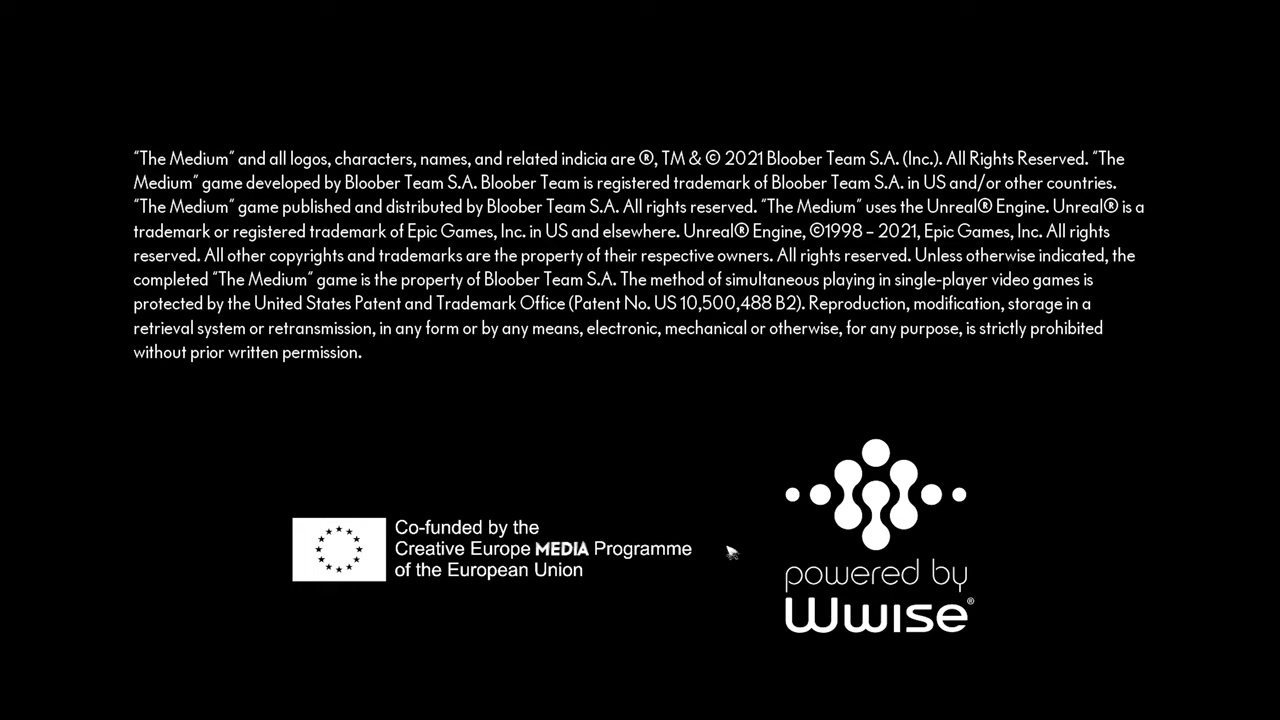 "The Medium" and all logos, characters, names, and related indicia are ®, TM & © 2021 Bloober Team S.A. (Inc.). All Rights Reserved. "The
Medium" game developed by Bloober Team S.A. Bloober Team is registered trademark of Bloober Team S.A. in US and/or other countries.
"The Medium" game published and distributed by Bloober Team S.A. All rights reserved. "The Medium" uses the Unreal® Engine. Unreal® is a
trademark or registered trademark of Epic Games, Inc. in US and elsewhere. Unreal® Engine, ©1998 – 2021, Epic Games, Inc. All rights
reserved. All other copyrights and trademarks are the property of their respective owners. All rights reserved. Unless otherwise indicated, the
completed "The Medium" game is the property of Bloober Team S.A. The method of simultaneous playing in single-player video games is
protected by the United States Patent and Trademark Office (Patent No. US 10,500,488 B2). Reproduction, modification, storage in a
retrieval system or retransmission, in any form or by any means, electronic, mechanical or otherwise, for any purpose, is strictly prohibited
without prior written permission.
Co-funded by the
Creative Europe MEDIA Programme
of the European Union
powered by
Wwise®